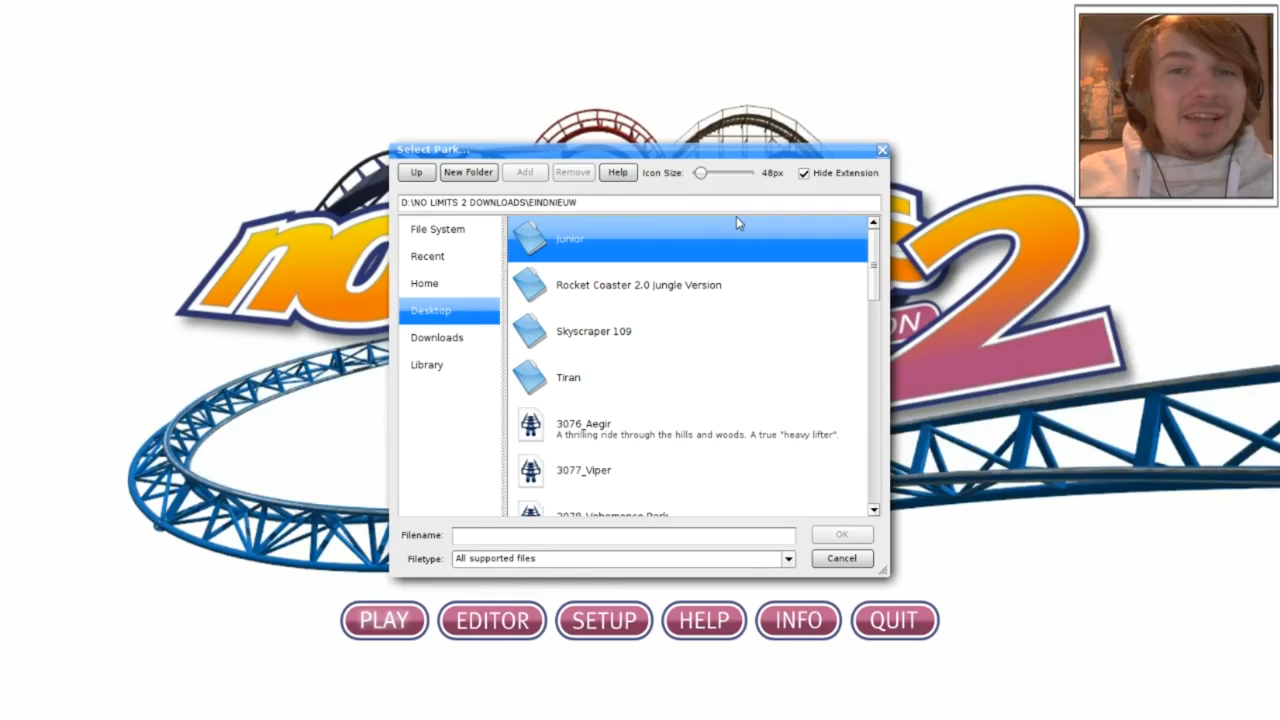 Select Park...
Up New Folder Add Remove Help Icon Size: 48px Hide Extension
D:\NO LIMITS 2 DOWNLOADS\EINDNIEUW
File System
Recent
Home
Desktop
Downloads
Library
Junior
Rocket Coaster 2.0 Jungle Version
Skyscraper 109
Tiran
3076_Aegir
A thrilling ride through the hills and woods. A true "heavy lifter".
3077_Viper
Filename: OK
Filetype: All supported files Cancel
no 2
ON
PLAY EDITOR SETUP HELP INFO QUIT